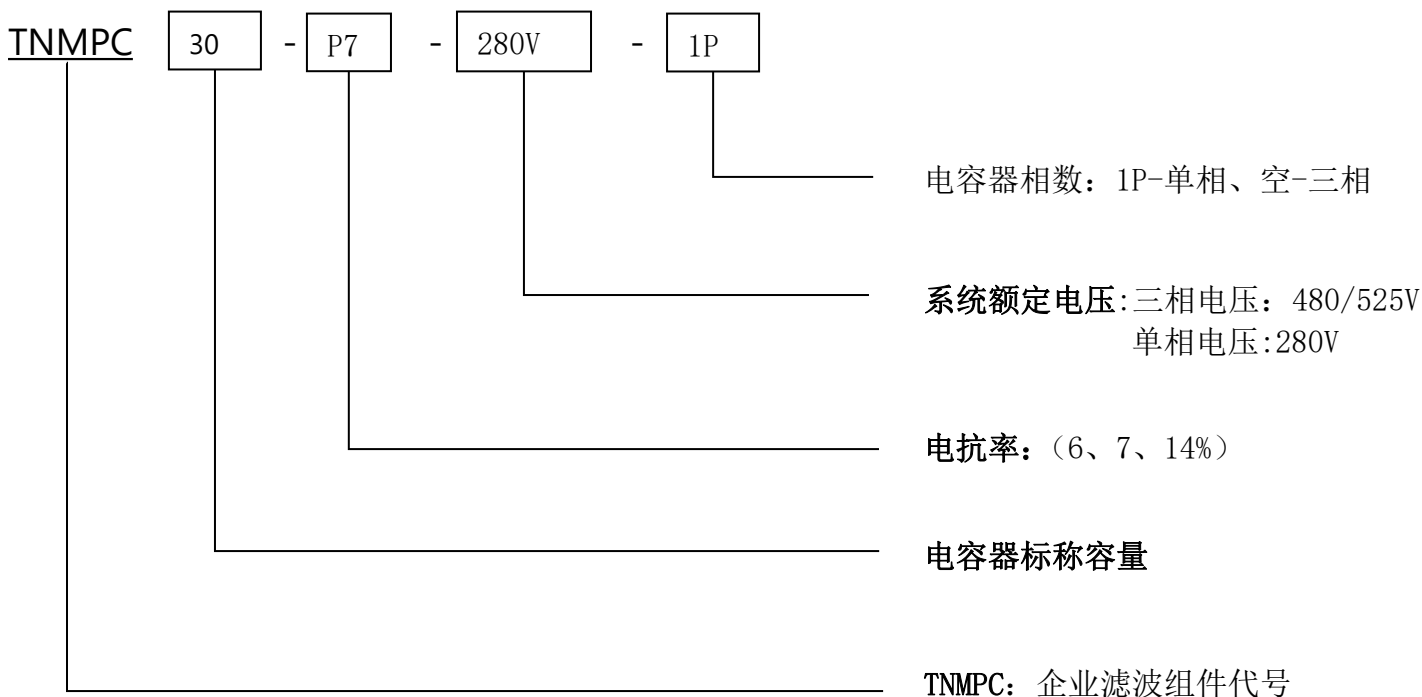 TNMPC 30 - P7 - 280V - 1P
电容器相数：1P-单相、空-三相
系统额定电压:三相电压：480/525V
单相电压:280V
电抗率：（6、7、14%）
电容器标称容量
TNMPC：企业滤波组件代号